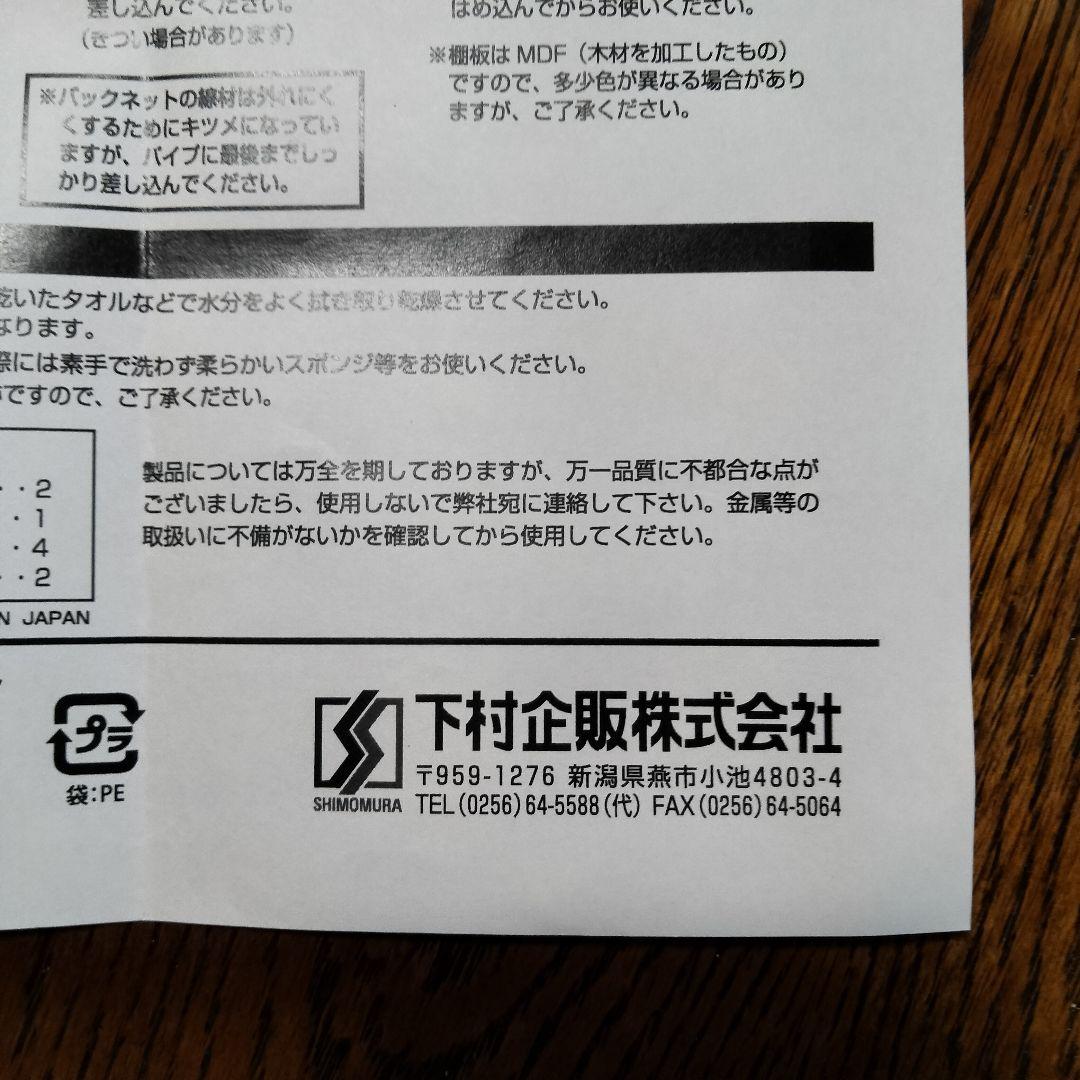 差し込んでください。
(きつい場合があります)
※バックネットの線材は外れにく
くするためにキツメになってい
ますが、パイプに最後までしっ
かり差し込んでください。
はめ込んでからお使いください。
※棚板は MDF（木材を加工したもの）
ですので、多少色が異なる場合があり
ますが、ご了承ください。
乾いたタオルなどで水分をよく拭き取り乾燥させてください。
なります。
際には素手で洗わず柔らかいスポンジ等をお使いください。
ですので、ご了承ください。
・・2
・1
・4
・・2
N JAPAN
製品については万全を期しておりますが、万一品質に不都合な点が
ございましたら、使用しないで弊社宛に連絡して下さい。金属等の
取扱いに不備がないかを確認してから使用してください。
プラ
袋:PE
SHIMOMURA
下村企販株式会社
〒959-1276 新潟県燕市小池4803-4
TEL(0256)64-5588(代) FAX(0256)64-5064